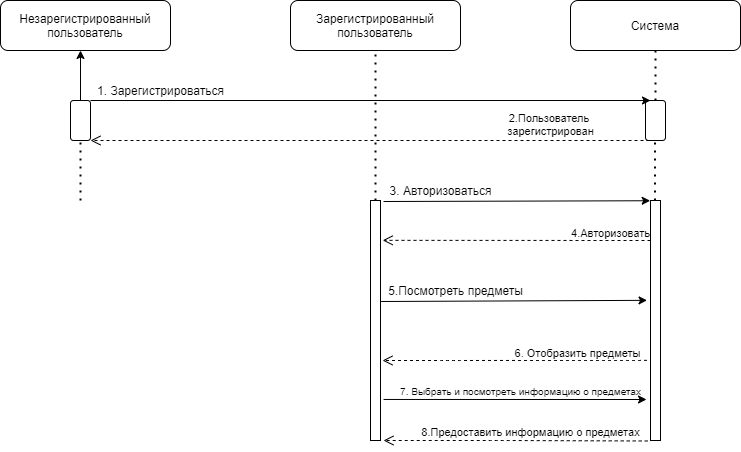 Незарегистрированный
пользователь
Зарегистрированный
пользователь
Система
1. Зарегистрироваться
2.Пользователь
зарегистрирован
3. Авторизоваться
4.Авторизовать
5.Посмотреть предметы
6. Отобразить предметы
7. Выбрать и посмотреть информацию о предметах
8.Предоставить информацию о предметах